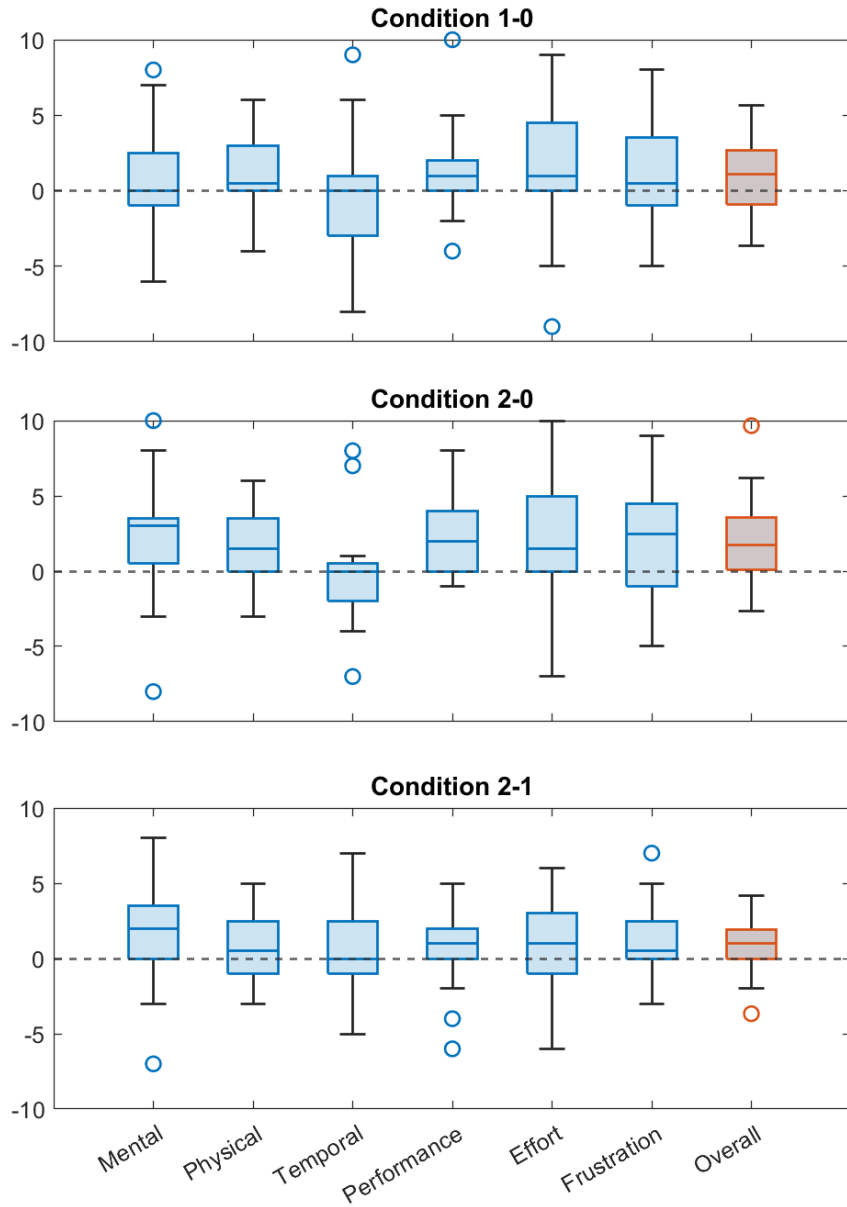 Condition 1-0
10
5
0
-5
-10
Condition 2-0
10
5
0
-5
-10
Condition 2-1
10
5
0
-5
-10
Mental
Physical
Temporal
Performance
Effort
Frustration
Overall